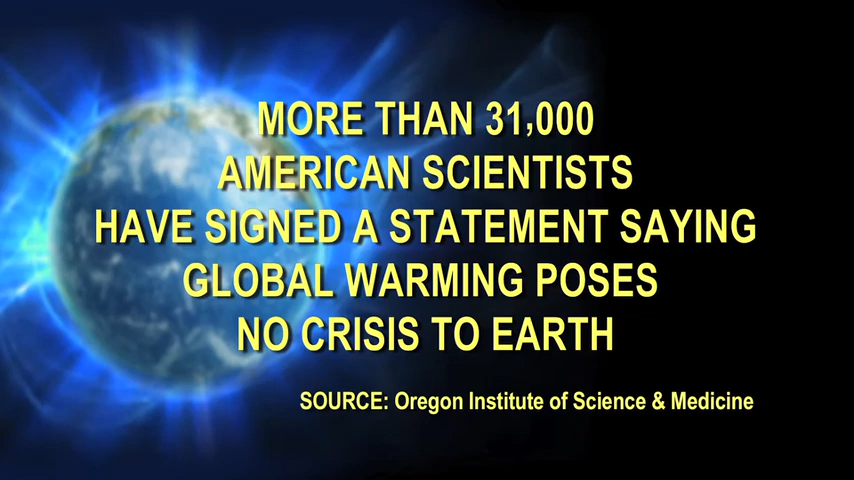 MORE THAN 31,000
AMERICAN SCIENTISTS
HAVE SIGNED A STATEMENT SAYING
GLOBAL WARMING POSES
NO CRISIS TO EARTH
SOURCE: Oregon Institute of Science & Medicine